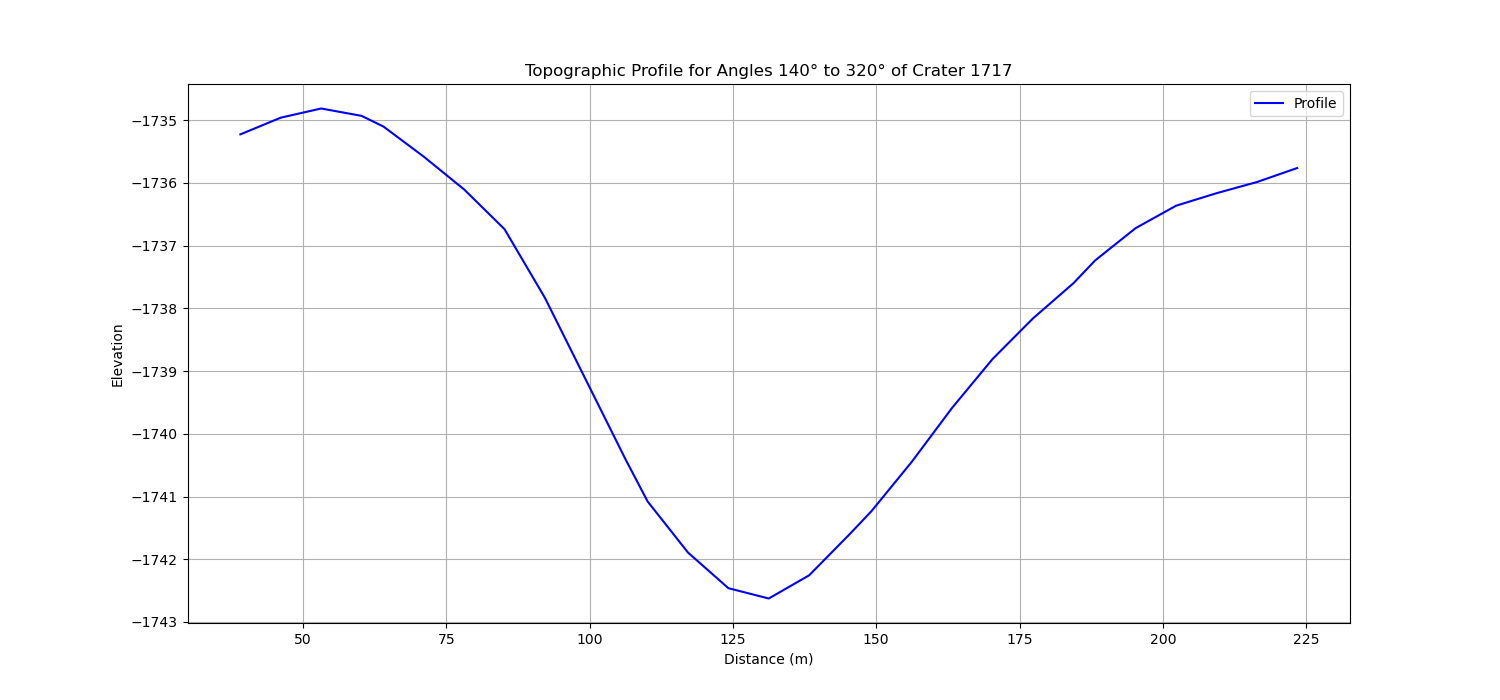 Topographic Profile for Angles 140° to 320° of Crater 1717
Profile
−1735
−1736
−1737
−1738
−1739
−1740
−1741
−1742
−1743
Elevation
50 75 100 125 150 175 200 225
Distance (m)